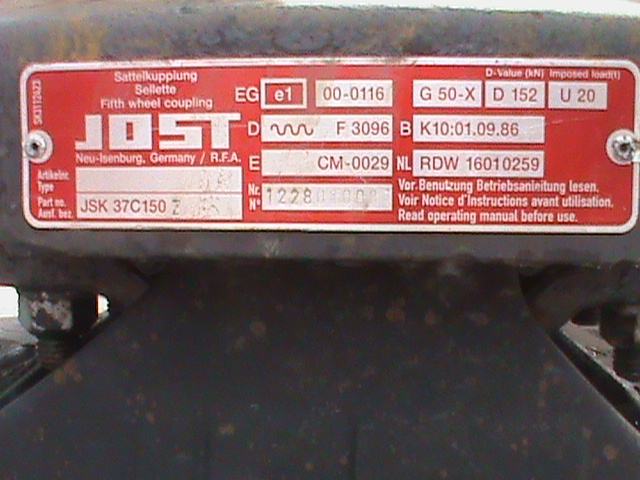 SK3112423
Sattelkupplung
Sellette
Fifth wheel coupling
JOST
Neu-Isenburg, Germany / R.F.A.
Artikelnr.
Type
Part no. JSK 37C150 Z
Ausf. bez.
D-Value (kN) Imposed load(t)
EG e1 00-0116 G 50-X D 152 U 20
D F 3096 B K10:01.09.86
E CM-0029 NL RDW 16010259
Nr.
N°
Vor Benutzung Betriebsanleitung lesen.
Voir Notice d'Instructions avant utilisation.
Read operating manual before use.